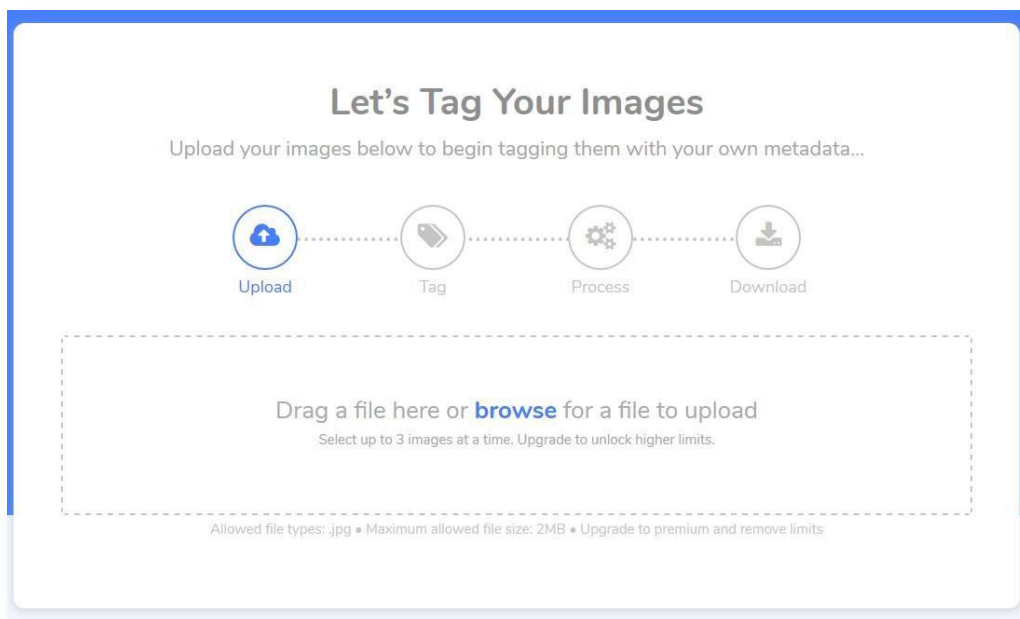 Let's Tag Your Images
Upload your images below to begin tagging them with your own metadata...
Upload Tag Process Download
Drag a file here or browse for a file to upload
Select up to 3 images at a time. Upgrade to unlock higher limits.
Allowed file types: .jpg • Maximum allowed file size: 2MB • Upgrade to premium and remove limits